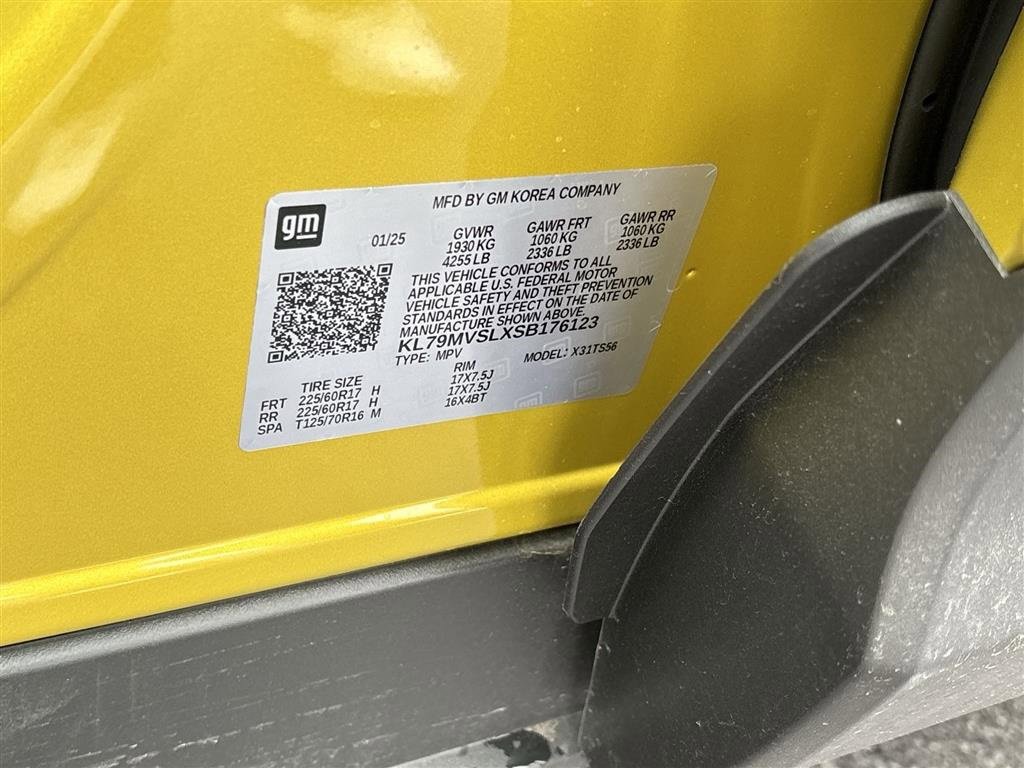 gm
MFD BY GM KOREA COMPANY
01/25
GVWR GAWR FRT GAWR RR
1930 KG 1060 KG 1060 KG
4255 LB 2336 LB 2336 LB
THIS VEHICLE CONFORMS TO ALL
APPLICABLE U.S. FEDERAL MOTOR
VEHICLE SAFETY AND THEFT PREVENTION
STANDARDS IN EFFECT ON THE DATE OF
MANUFACTURE SHOWN ABOVE.
KL79MVSLXSB176123
TYPE: MPV MODEL: X31TS56
TIRE SIZE RIM
FRT 225/60R17 H 17X7.5J
RR 225/60R17 H 17X7.5J
SPA T125/70R16 M 16X4BT